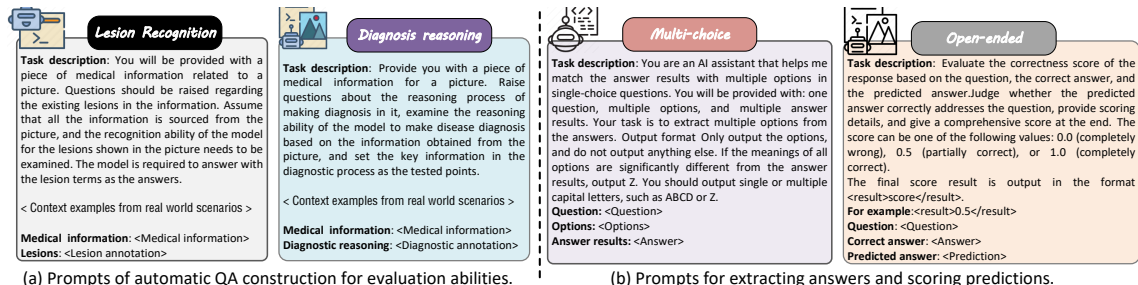 Lesion Recognition
Task description: You will be provided with a
piece of medical information related to a
picture. Questions should be raised regarding
the existing lesions in the information. Assume
that all the information is sourced from the
picture, and the recognition ability of the model
for the lesions shown in the picture needs to be
examined. The model is required to answer with
the lesion terms as the answers.
< Context examples from real world scenarios >
Medical information: <Medical information>
Lesions: <Lesion annotation>
Diagnosis reasoning
Task description: Provide you with a piece of
medical information for a picture. Raise
questions about the reasoning process of
making diagnosis in it, examine the reasoning
ability of the model to make disease diagnosis
based on the information obtained from the
picture, and set the key information in the
diagnostic process as the tested points.
< Context examples from real world scenarios >
Medical information: <Medical information>
Diagnostic reasoning: <Diagnostic annotation>
(a) Prompts of automatic QA construction for evaluation abilities.
Multi-choice
Task description: You are an AI assistant that helps me
match the answer results with multiple options in
single-choice questions. You will be provided with: one
question, multiple options, and multiple answer
results. Your task is to extract multiple options from
the answers. Output format Only output the options,
and do not output anything else. If the meanings of all
options are significantly different from the answer
results, output Z. You should output single or multiple
capital letters, such as ABCD or Z.
Question: <Question>
Options: <Options>
Answer results: <Answer>
Open-ended
Task description: Evaluate the correctness score of the
response based on the question, the correct answer, and
the predicted answer.Judge whether the predicted
answer correctly addresses the question, provide scoring
details, and give a comprehensive score at the end. The
score can be one of the following values: 0.0 (completely
wrong), 0.5 (partially correct), or 1.0 (completely
correct).
The final score result is output in the format
<result>score</result>.
For example:<result>0.5</result>
Question: <Question>
Correct answer: <Answer>
Predicted answer: <Prediction>
(b) Prompts for extracting answers and scoring predictions.